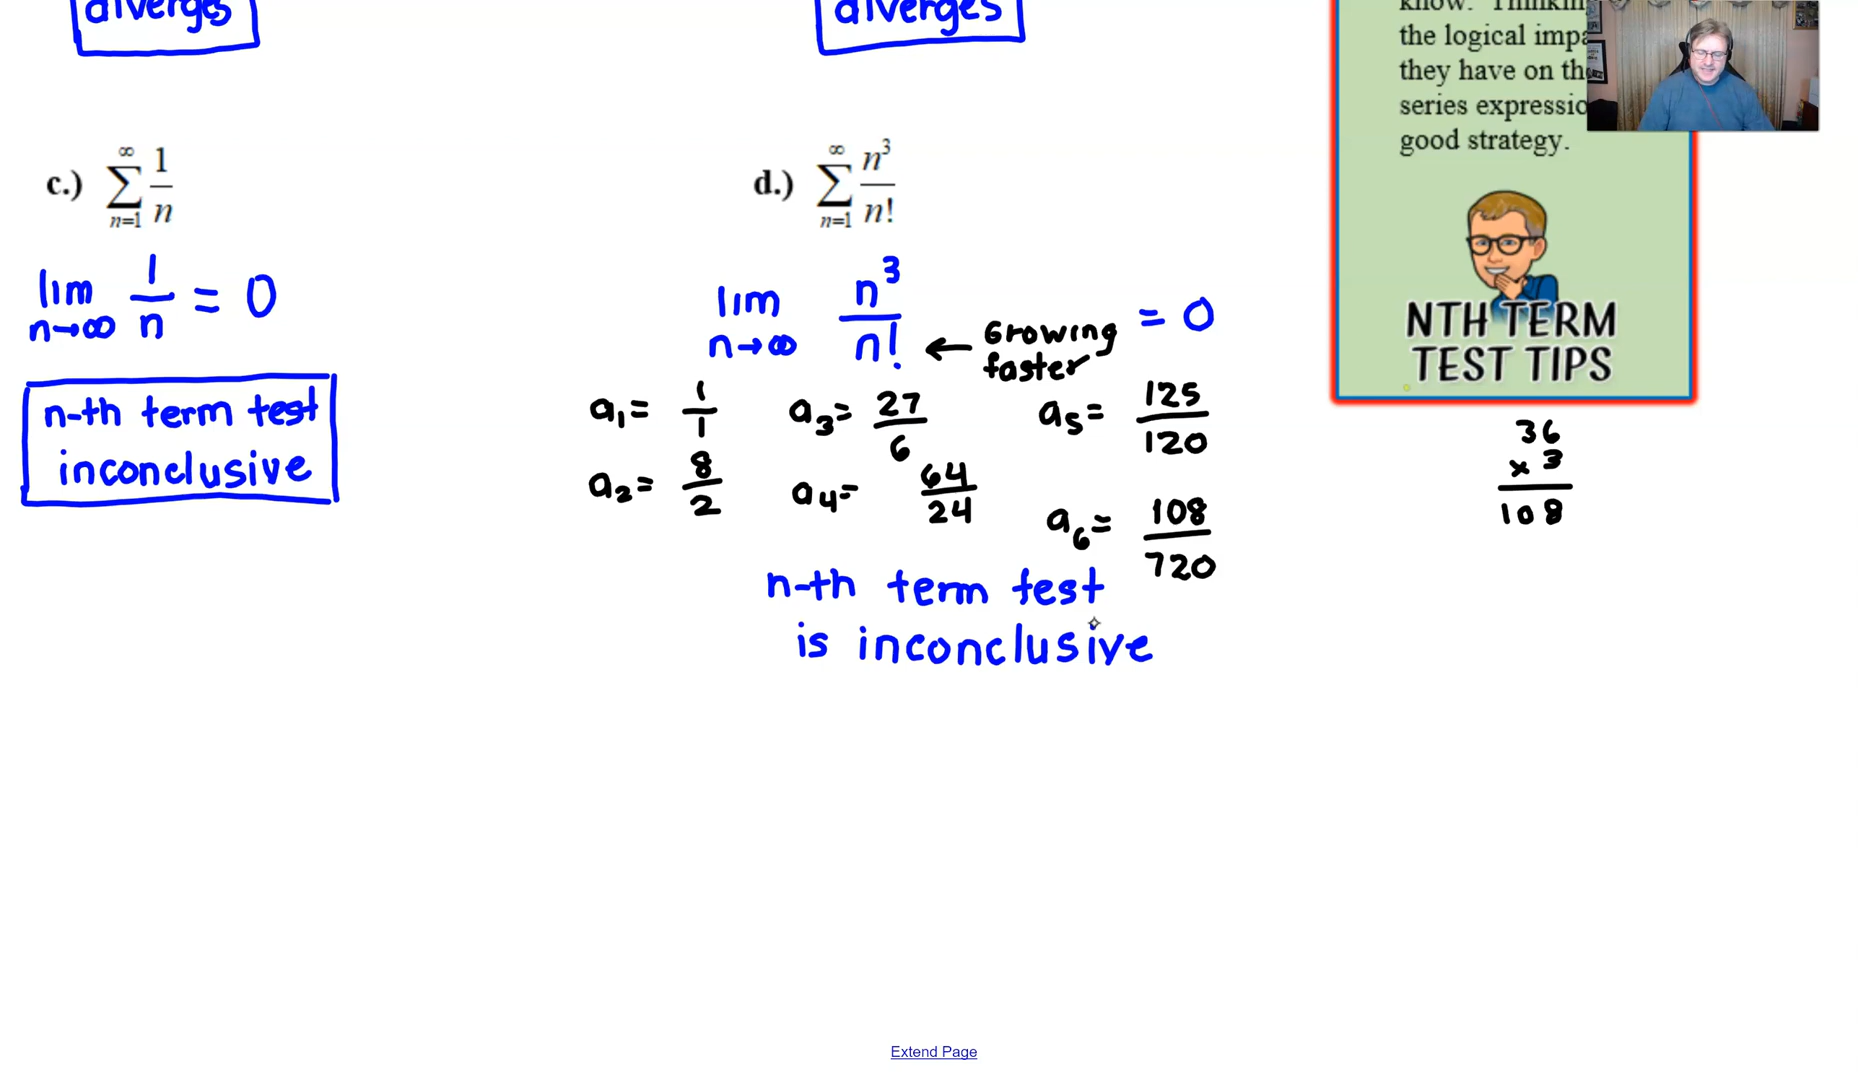 diverges
diverges
know. Thinkin
the logical impa
they have on th
series expressio
good strategy.
c.) ∞ ∑ n=1 1/n
d.) ∞ ∑ n=1 n³/n!
lim n→∞ 1/n = 0
lim n→∞ n³/n! ← Growing faster = 0
NTH TERM
TEST TIPS
n-th term test
inconclusive
a₁= 1/1 a₃= 27/6 a₅= 125/120
a₂= 8/2 a₄= 64/24 a₆= 108/720
36
x 3
108
n-th term test
is inconclusive
Extend Page